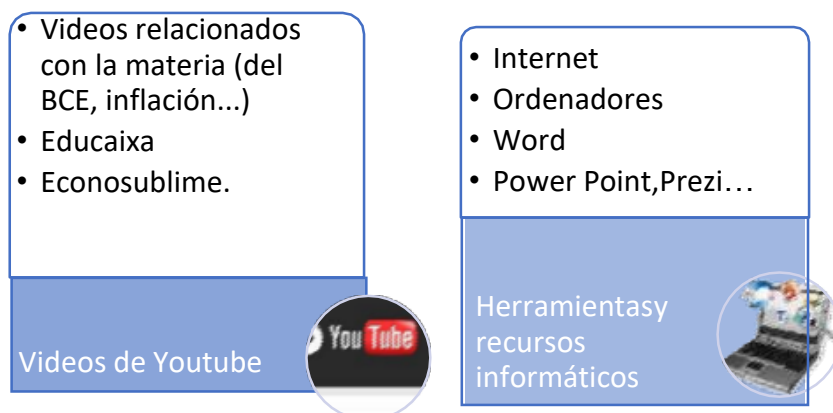 • Videos relacionados
con la materia (del
BCE, inflación...)
• Educaixa
• Econosublime.
Videos de Youtube
You Tube
• Internet
• Ordenadores
• Word
• Power Point,Prezi...
Herramientasy
recursos
informáticos